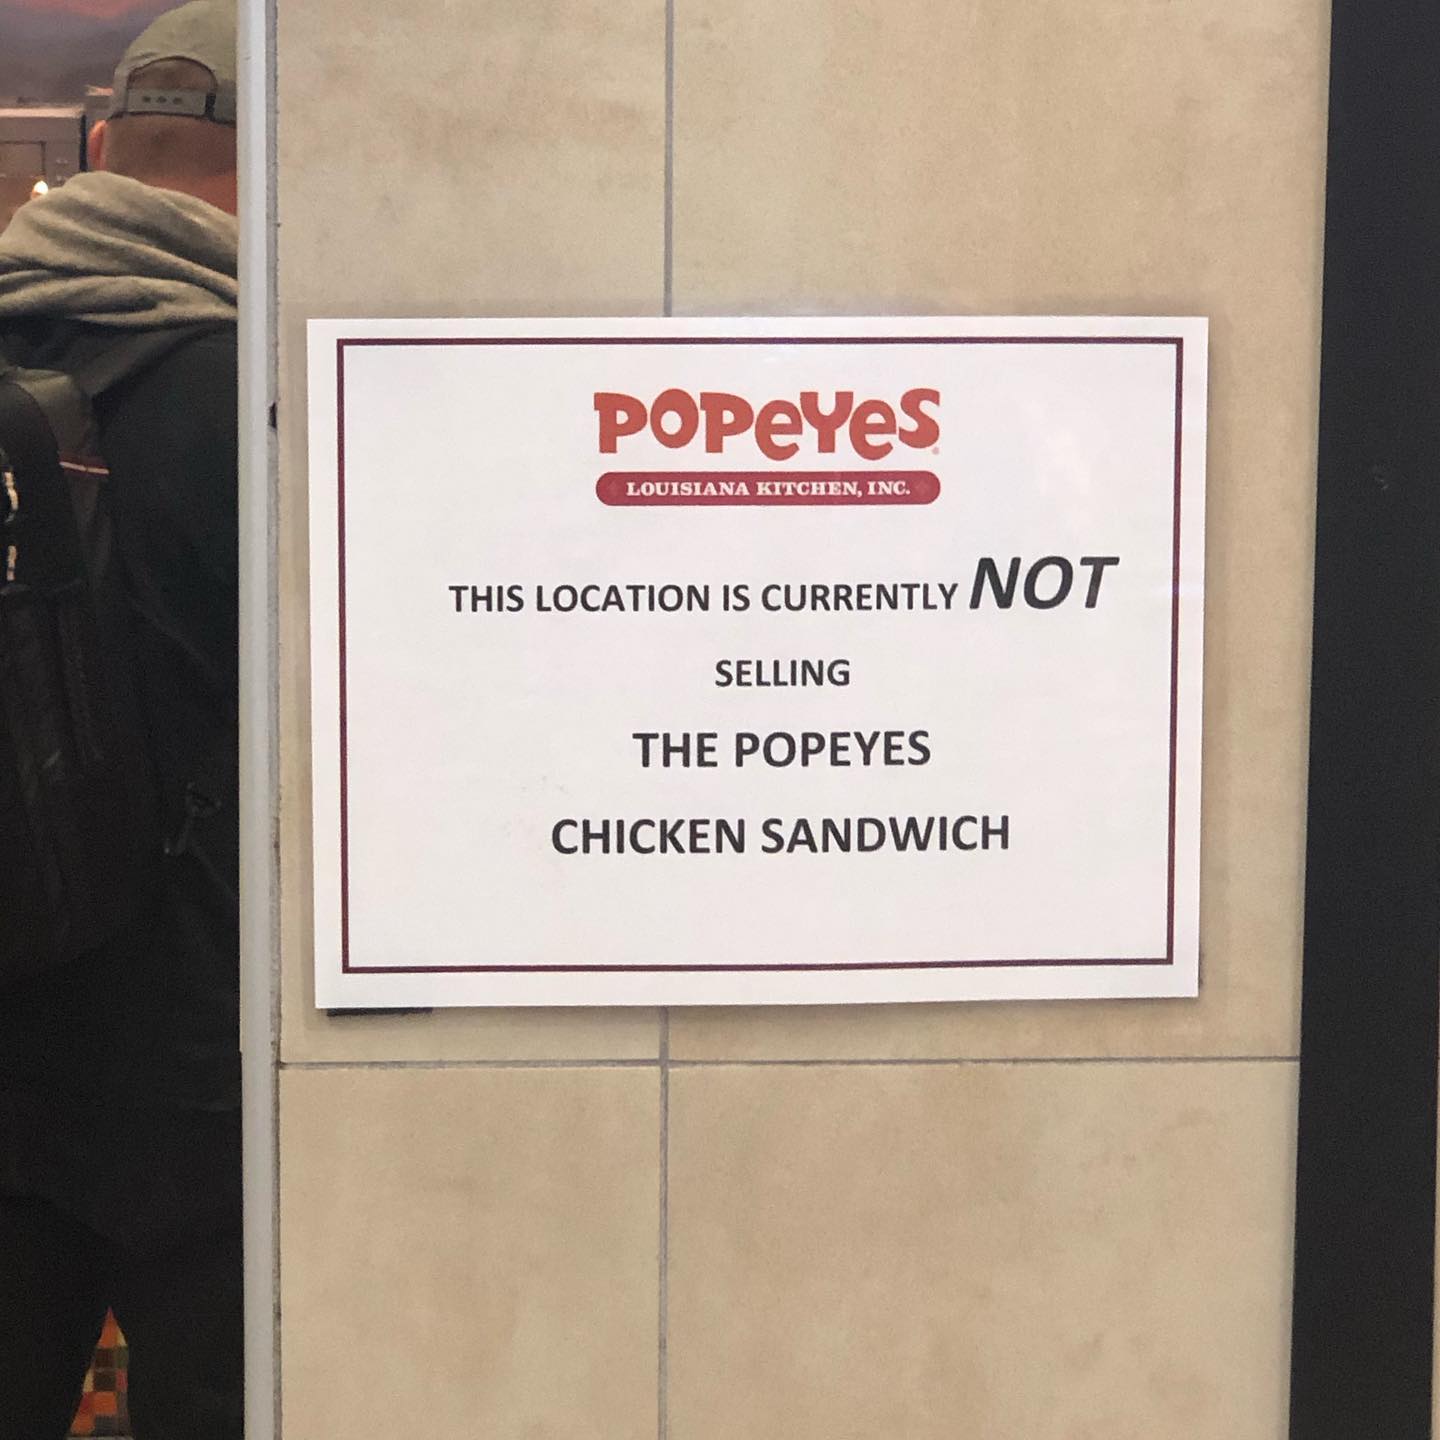 POPEYES
LOUISIANA KITCHEN, INC.
THIS LOCATION IS CURRENTLY NOT
SELLING
THE POPEYES
CHICKEN SANDWICH